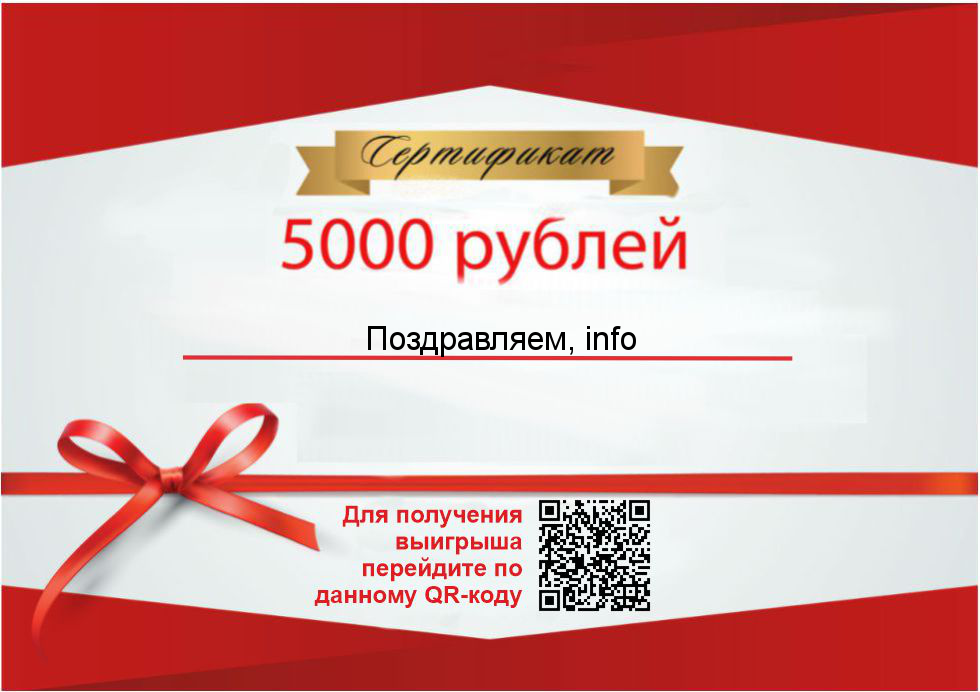 Сертификат
5000 рублей
Поздравляем, info
Для получения
выигрыша
перейдите по
данному QR-коду